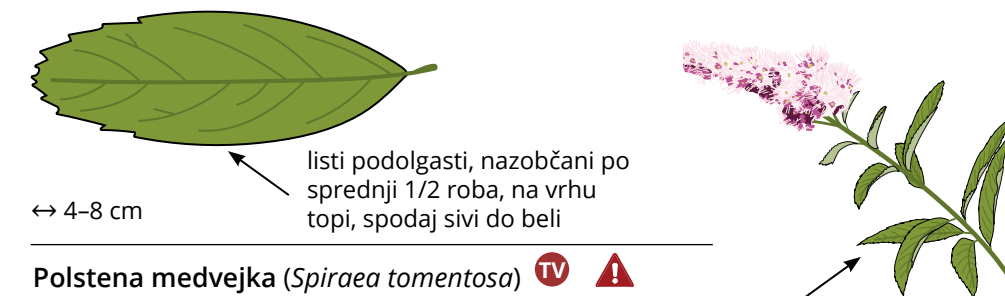 listi podolgasti, nazobčani po
sprednji 1/2 roba, na vrhu
topi, spodaj sivi do beli
↔ 4–8 cm
Polstena medvejka (Spiraea tomentosa) TV !